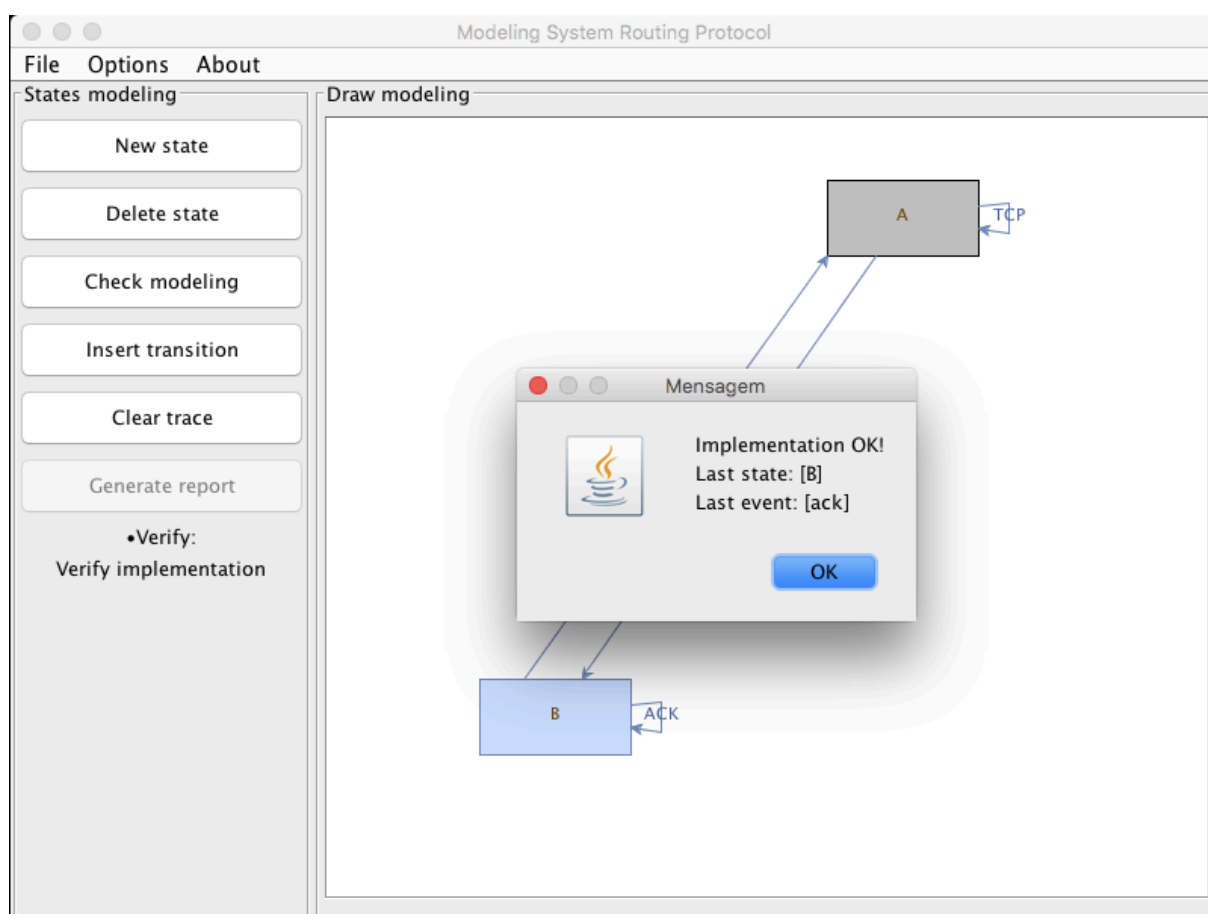 Modeling System Routing Protocol
File Options About
States modeling
Draw modeling
New state
Delete state
Check modeling
Insert transition
Clear trace
Generate report
•Verify:
Verify implementation
A
TCP
Mensagem
Implementation OK!
Last state: [B]
Last event: [ack]
OK
B
ACK